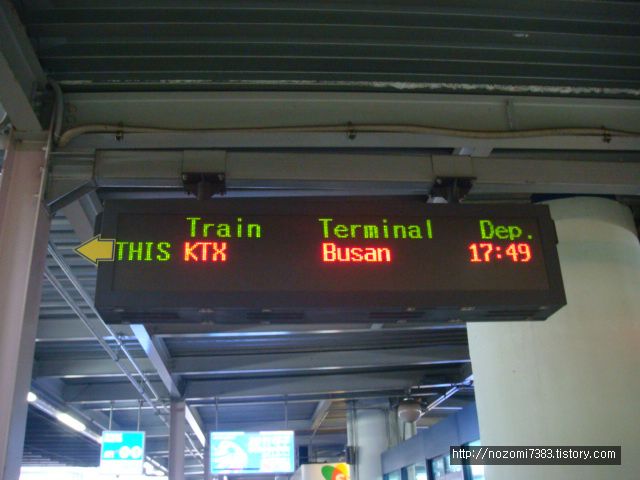 Train Terminal Dep.
THIS KTX Busan 17:49
http://nozomi7383.tistory.com